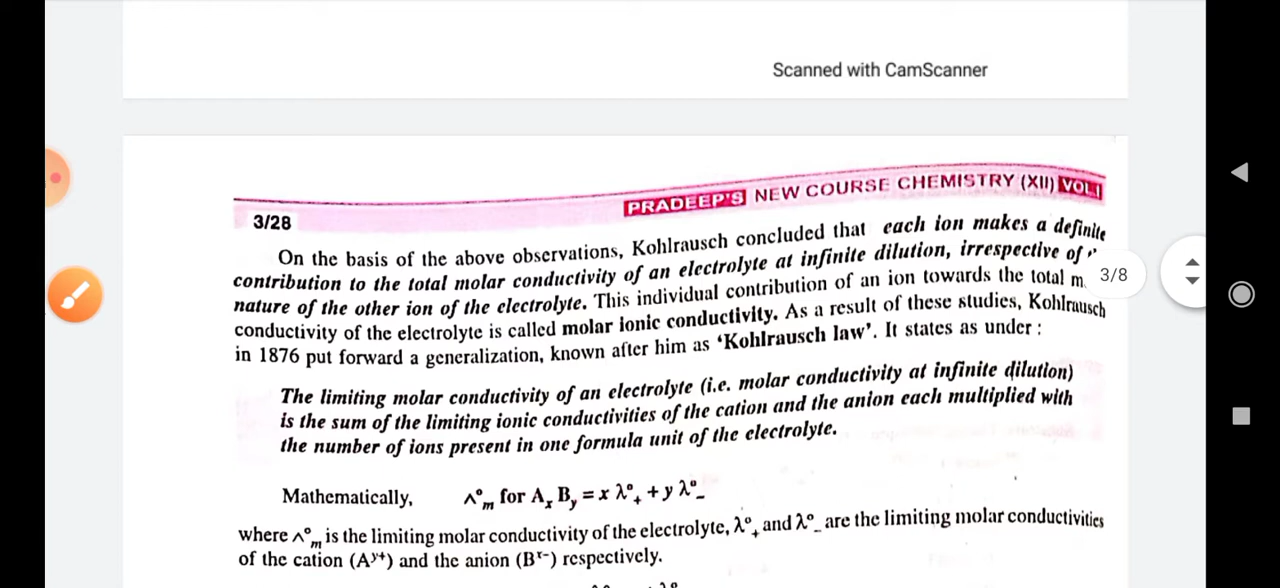 Scanned with CamScanner
PRADEEP'S NEW COURSE CHEMISTRY (XII) VOL I
3/28
On the basis of the above observations, Kohlrausch concluded that each ion makes a definite
contribution to the total molar conductivity of an electrolyte at infinite dilution, irrespective of
nature of the other ion of the electrolyte. This individual contribution of an ion towards the total m
3/8
conductivity of the electrolyte is called molar ionic conductivity. As a result of these studies, Kohlrausch
in 1876 put forward a generalization, known after him as ‘Kohlrausch law’. It states as under :
The limiting molar conductivity of an electrolyte (i.e. molar conductivity at infinite dilution)
is the sum of the limiting ionic conductivities of the cation and the anion each multiplied with
the number of ions present in one formula unit of the electrolyte.
Mathematically, Λ°m for Ax By = x λ°+ + y λ°−
where Λ°m is the limiting molar conductivity of the electrolyte, λ°+ and λ°− are the limiting molar conductivities
of the cation (Aʸ⁺) and the anion (Bˣ⁻) respectively.